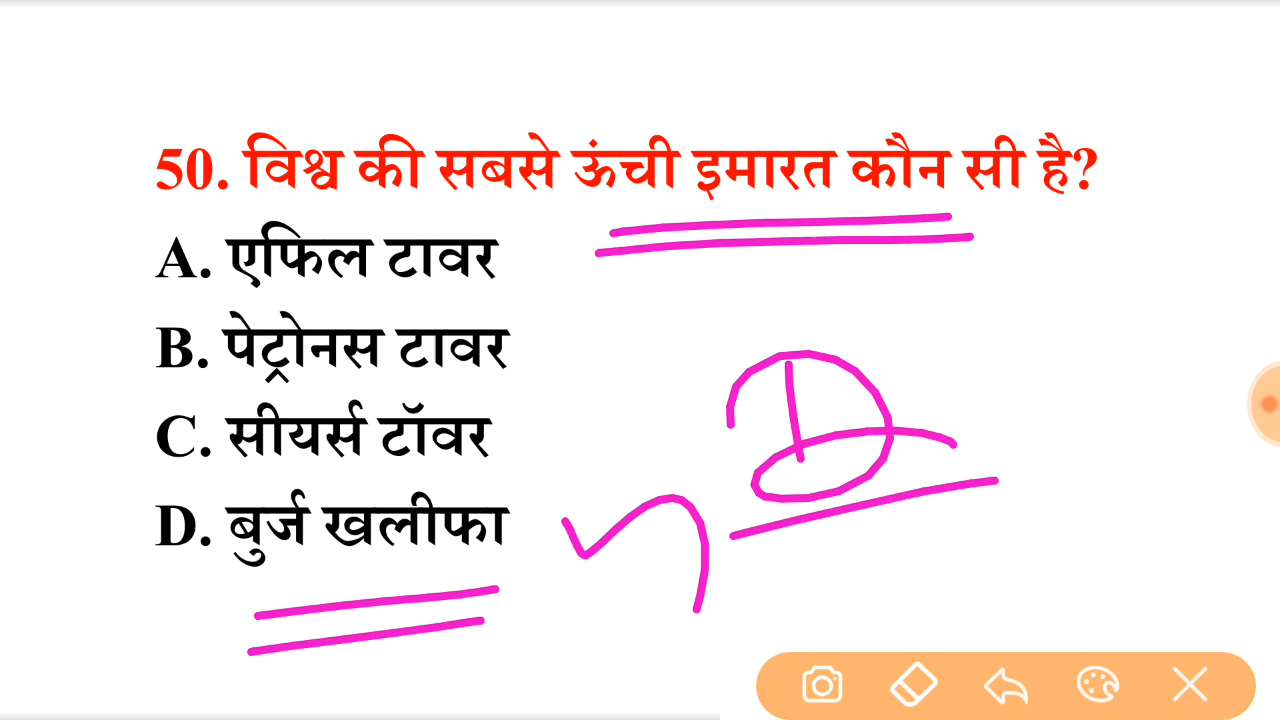 50. विश्व की सबसे ऊंची इमारत कौन सी है?
A. एफिल टावर
B. पेट्रोनस टावर
C. सीयर्स टॉवर
D
D. बुर्ज खलीफा